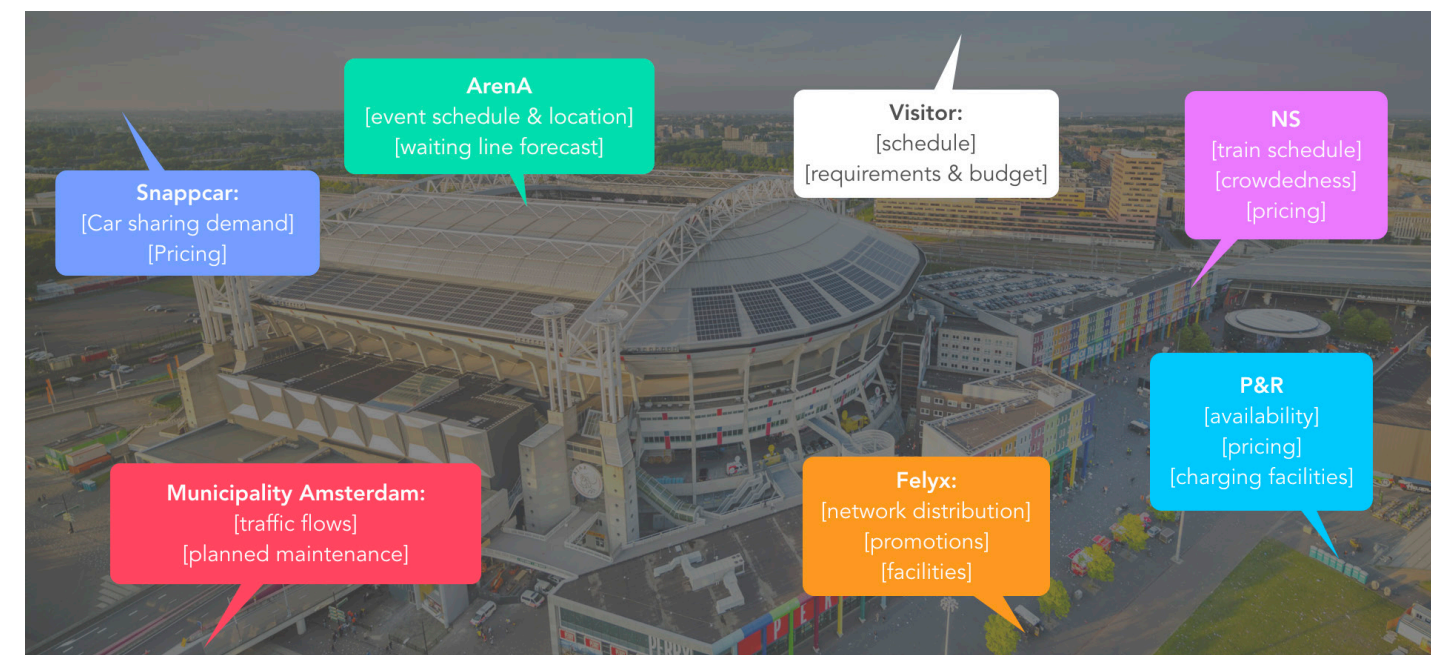 ArenA
[event schedule & location]
[waiting line forecast]
Visitor:
[schedule]
[requirements & budget]
NS
[train schedule]
[crowdedness]
[pricing]
Snappcar:
[Car sharing demand]
[Pricing]
P&R
[availability]
[pricing]
[charging facilities]
Municipality Amsterdam:
[traffic flows]
[planned maintenance]
Felyx:
[network distribution]
[promotions]
[facilities]